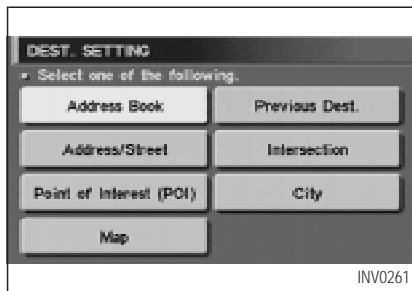 DEST. SETTING
Select one of the following.
Address Book Previous Dest.
Address/Street Intersection
Point of Interest (POI) City
Map
INV0261